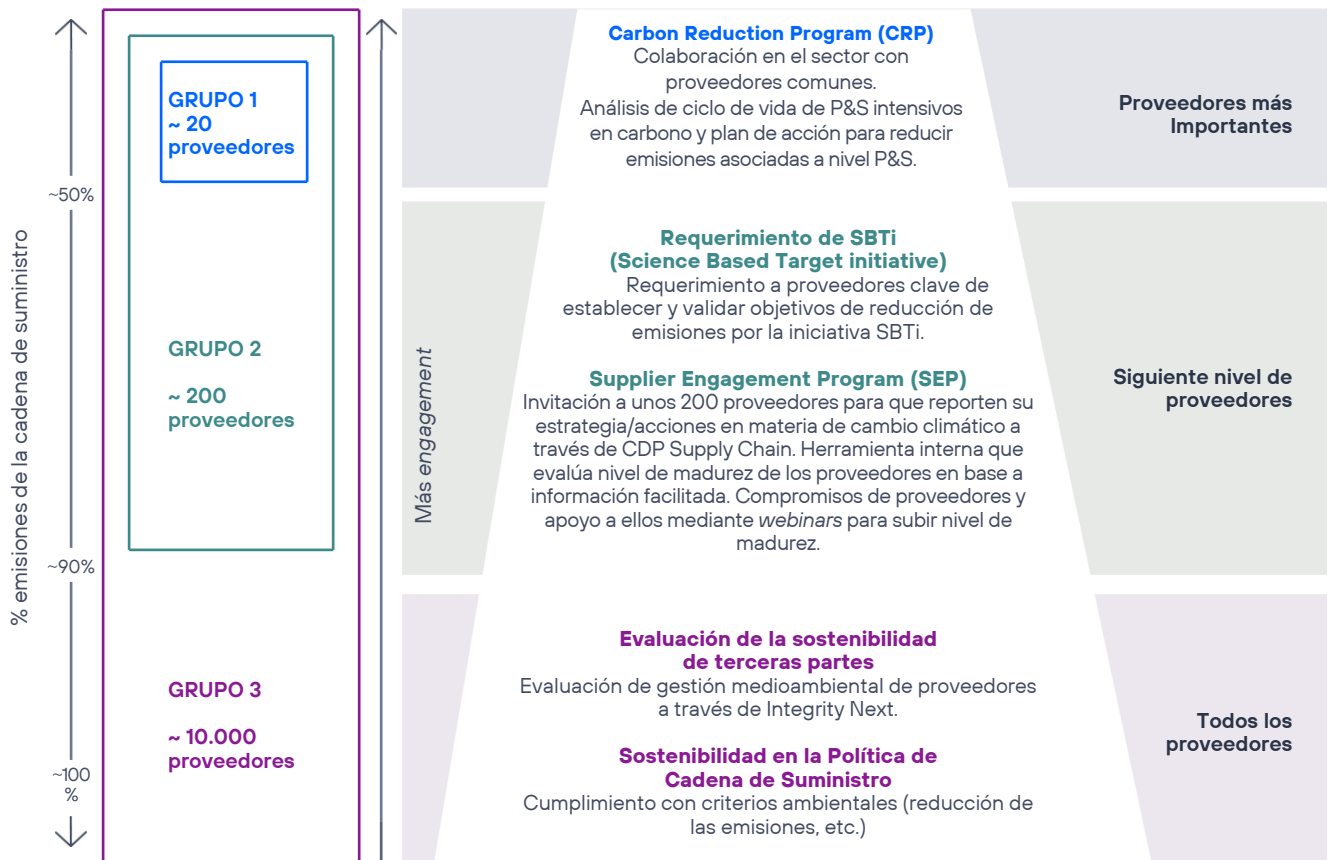 % emisiones de la cadena de suministro
~50%
~90%
~100
%
GRUPO 1
~ 20
proveedores
GRUPO 2
~ 200
proveedores
GRUPO 3
~ 10.000
proveedores
Más engagement
Carbon Reduction Program (CRP)
Colaboración en el sector con
proveedores comunes.
Análisis de ciclo de vida de P&S intensivos
en carbono y plan de acción para reducir
emisiones asociadas a nivel P&S.
Proveedores más
Importantes
Requerimiento de SBTi
(Science Based Target initiative)
Requerimiento a proveedores clave de
establecer y validar objetivos de reducción de
emisiones por la iniciativa SBTi.
Supplier Engagement Program (SEP)
Invitación a unos 200 proveedores para que reporten su
estrategia/acciones en materia de cambio climático a
través de CDP Supply Chain. Herramienta interna que
evalúa nivel de madurez de los proveedores en base a
información facilitada. Compromisos de proveedores y
apoyo a ellos mediante webinars para subir nivel de
madurez.
Siguiente nivel de
proveedores
Evaluación de la sostenibilidad
de terceras partes
Evaluación de gestión medioambiental de proveedores
a través de Integrity Next.
Sostenibilidad en la Política de
Cadena de Suministro
Cumplimiento con criterios ambientales (reducción de
las emisiones, etc.)
Todos los
proveedores